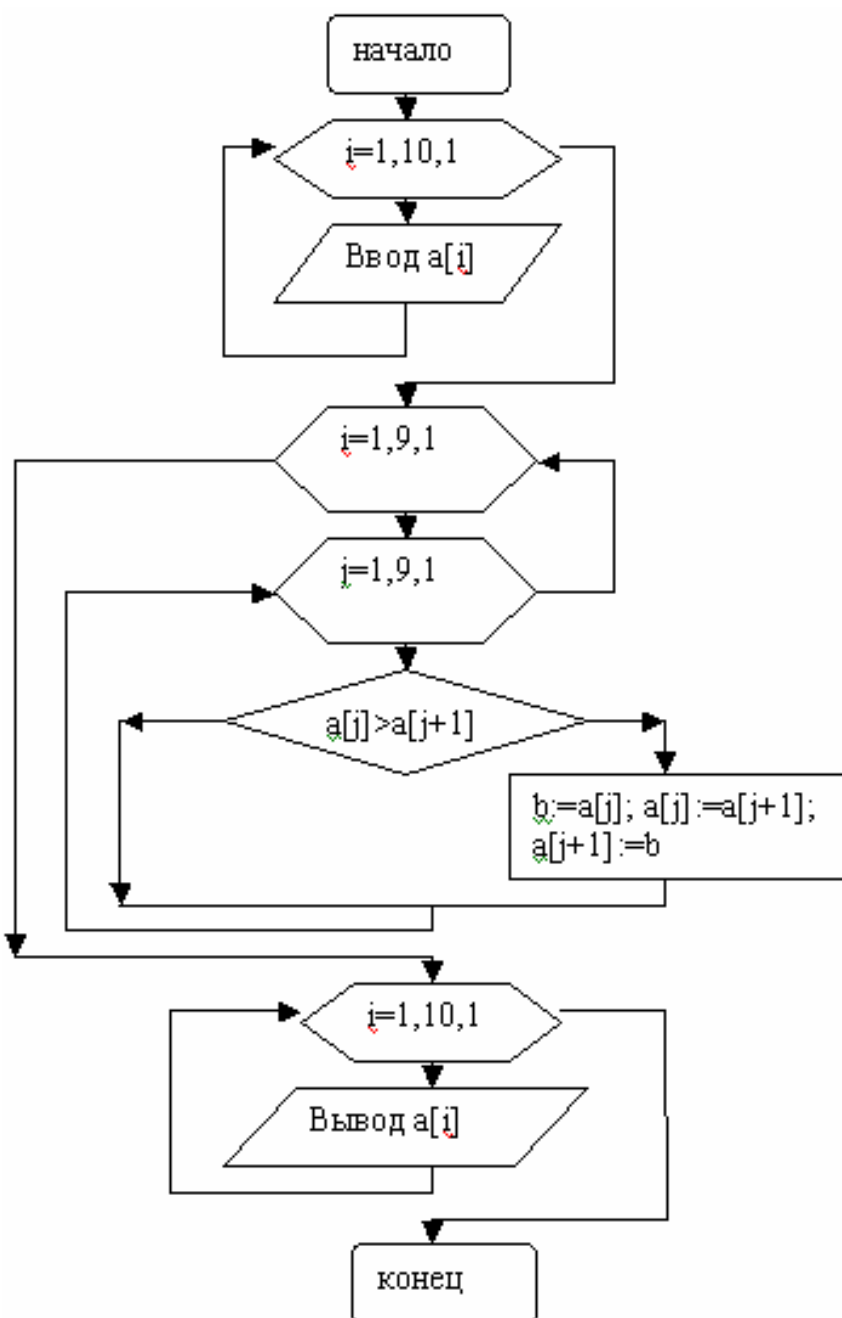 начало
i=1,10,1
Ввод a[i]
i=1,9,1
j=1,9,1
a[j]>a[j+1]
b:=a[j]; a[j]:=a[j+1];
a[j+1]:=b
i=1,10,1
Вывод a[i]
конец